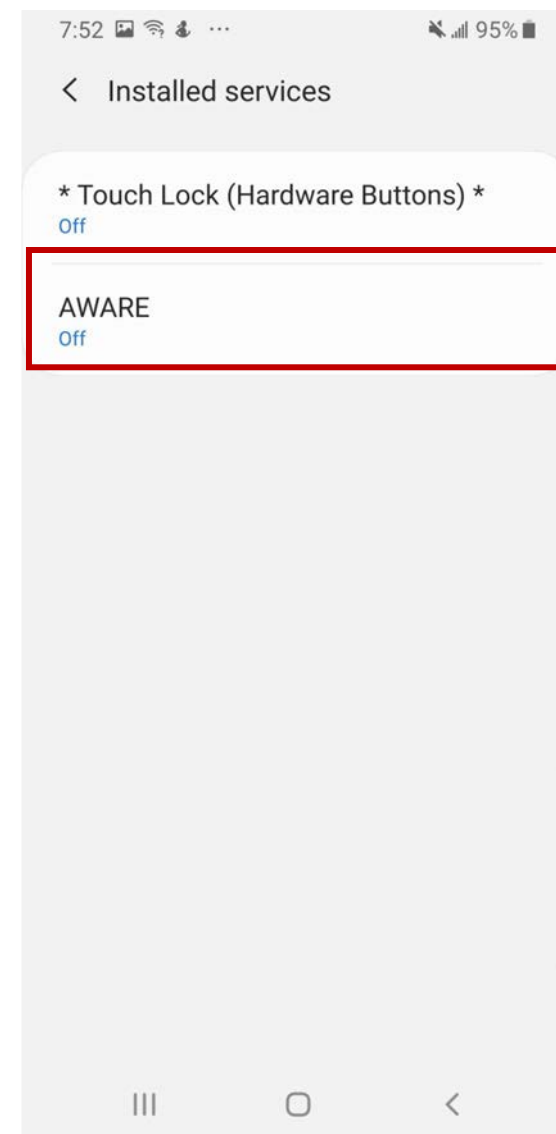 7:52 ... 95%
Installed services
* Touch Lock (Hardware Buttons) *
Off
AWARE
Off